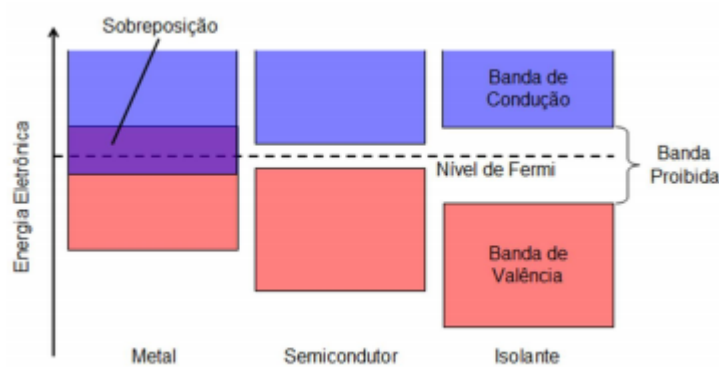 Sobreposição
Energia Eletrônica
Banda de
Condução
Nível de Fermi
Banda
Proibida
Banda de
Valência
Metal
Semicondutor
Isolante